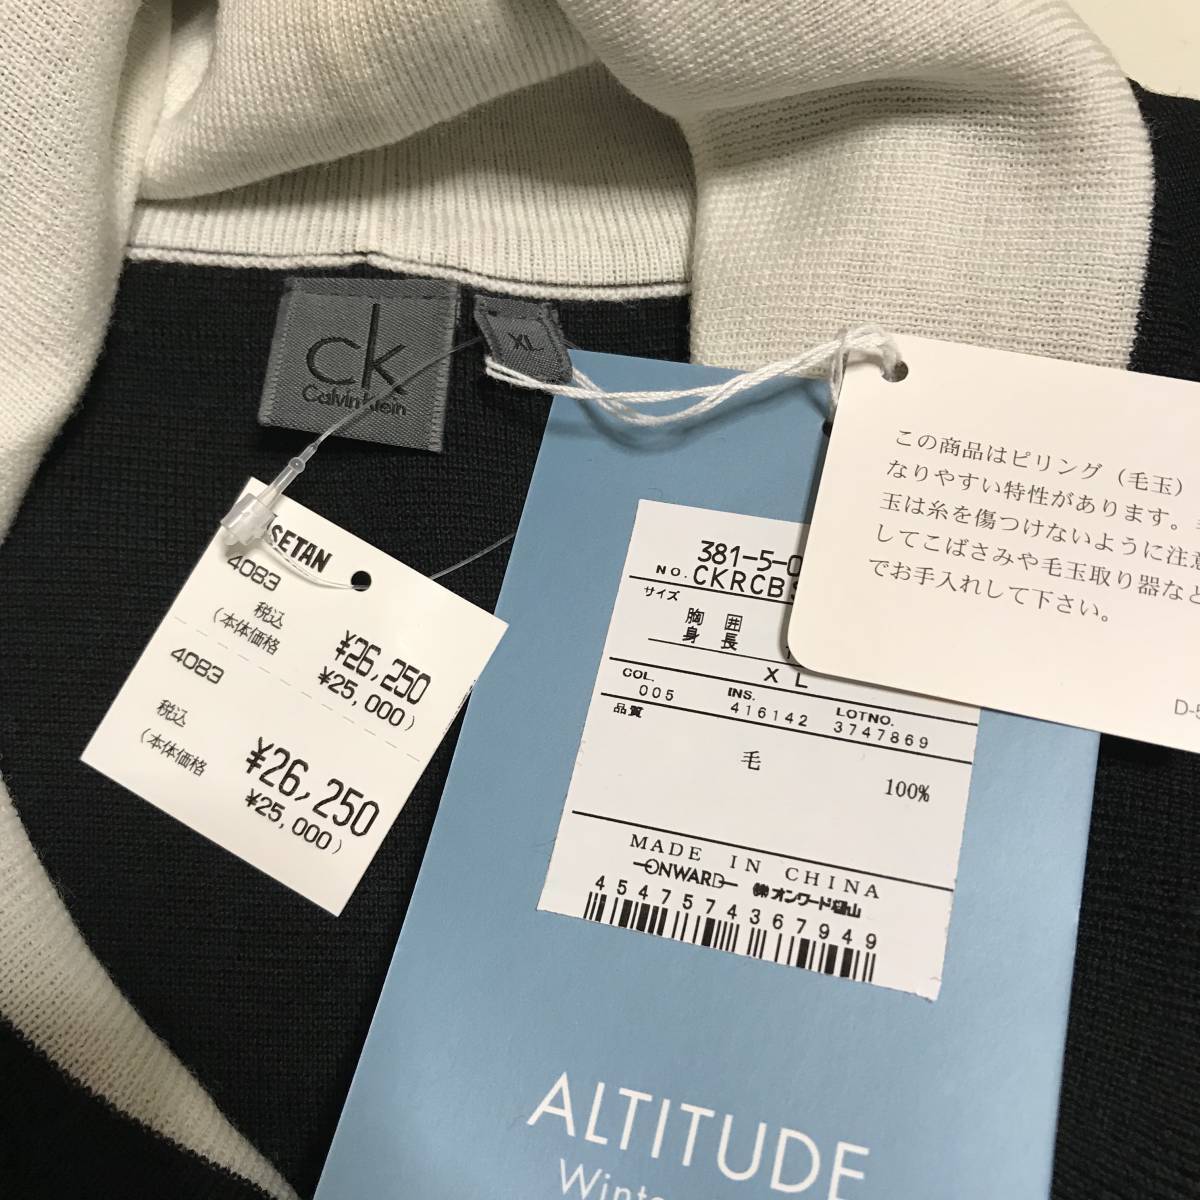 ck
Calvin Klein
XL
SETAN
4083
税込 ¥26,250
(本体価格 ¥25,000)
4083
税込 ¥26,250
(本体価格 ¥25,000)
381-5-0
NO. CKRCBS
サイズ
胸囲
身長
XL
COL. INS. LOTNO.
005 416142 3747869
品質
毛 100%
MADE IN CHINA
ONWARD ㈱オンワード樫山
4547574367949
ALTITUDE
この商品はピリング(毛玉)
なりやすい特性があります。
玉は糸を傷つけないように注意
してこばさみや毛玉取り器など
でお手入れして下さい。